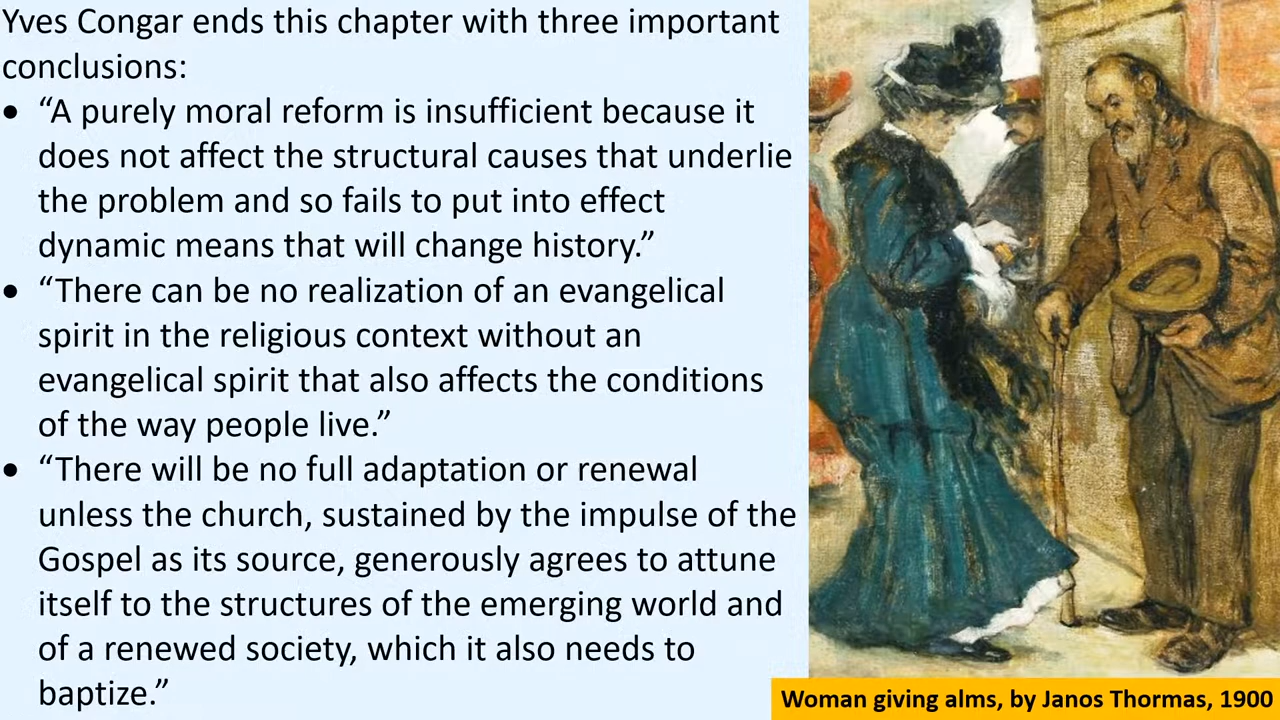 Yves Congar ends this chapter with three important
conclusions:
• “A purely moral reform is insufficient because it
does not affect the structural causes that underlie
the problem and so fails to put into effect
dynamic means that will change history.”
• “There can be no realization of an evangelical
spirit in the religious context without an
evangelical spirit that also affects the conditions
of the way people live.”
• “There will be no full adaptation or renewal
unless the church, sustained by the impulse of the
Gospel as its source, generously agrees to attune
itself to the structures of the emerging world and
of a renewed society, which it also needs to
baptize.”
Woman giving alms, by Janos Thormas, 1900